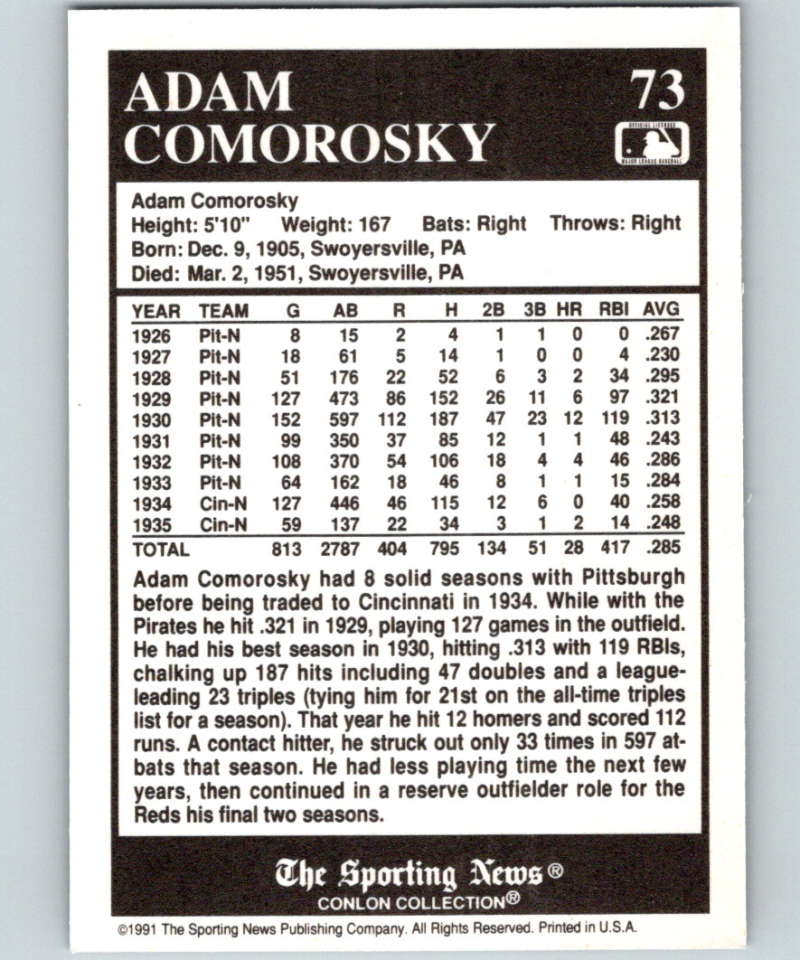 ADAM 73
COMOROSKY
OFFICIAL LICENSEE
MAJOR LEAGUE BASEBALL
Adam Comorosky
Height: 5'10" Weight: 167 Bats: Right Throws: Right
Born: Dec. 9, 1905, Swoyersville, PA
Died: Mar. 2, 1951, Swoyersville, PA
YEAR TEAM G AB R H 2B 3B HR RBI AVG
1926 Pit-N 8 15 2 4 1 1 0 0 .267
1927 Pit-N 18 61 5 14 1 0 0 4 .230
1928 Pit-N 51 176 22 52 6 3 2 34 .295
1929 Pit-N 127 473 86 152 26 11 6 97 .321
1930 Pit-N 152 597 112 187 47 23 12 119 .313
1931 Pit-N 99 350 37 85 12 1 1 48 .243
1932 Pit-N 108 370 54 106 18 4 4 46 .286
1933 Pit-N 64 162 18 46 8 1 1 15 .284
1934 Cin-N 127 446 46 115 12 6 0 40 .258
1935 Cin-N 59 137 22 34 3 1 2 14 .248
TOTAL 813 2787 404 795 134 51 28 417 .285
Adam Comorosky had 8 solid seasons with Pittsburgh
before being traded to Cincinnati in 1934. While with the
Pirates he hit .321 in 1929, playing 127 games in the outfield.
He had his best season in 1930, hitting .313 with 119 RBIs,
chalking up 187 hits including 47 doubles and a league-
leading 23 triples (tying him for 21st on the all-time triples
list for a season). That year he hit 12 homers and scored 112
runs. A contact hitter, he struck out only 33 times in 597 at-
bats that season. He had less playing time the next few
years, then continued in a reserve outfielder role for the
Reds his final two seasons.
The Sporting News®
CONLON COLLECTION®
©1991 The Sporting News Publishing Company. All Rights Reserved. Printed in U.S.A.